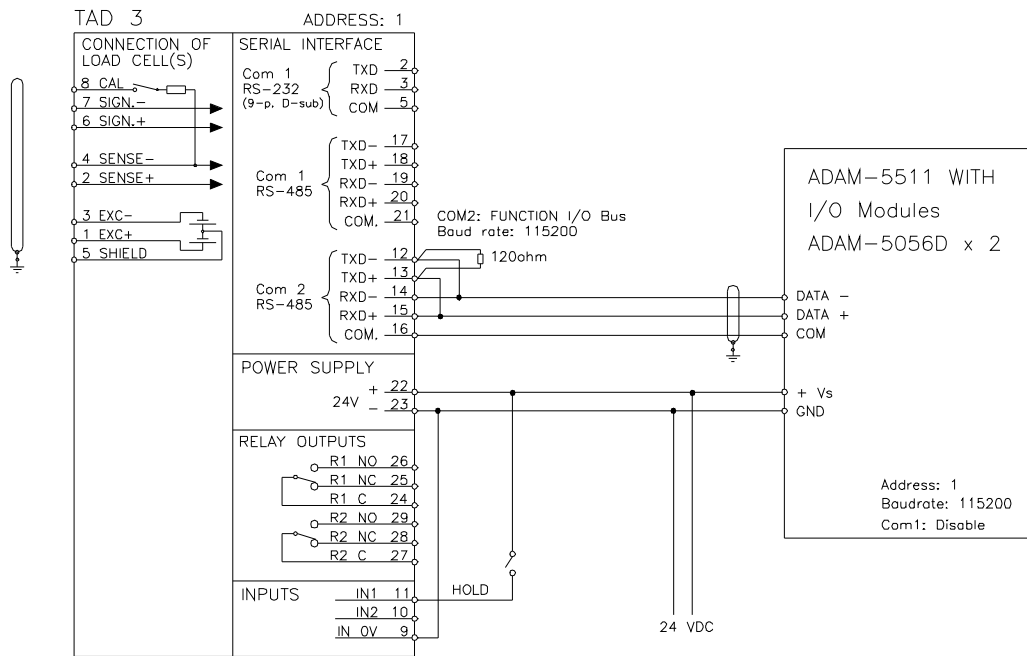 TAD 3
ADDRESS: 1
CONNECTION OF
LOAD CELL(S)
8 CAL
7 SIGN.-
6 SIGN.+
4 SENSE-
2 SENSE+
3 EXC-
1 EXC+
5 SHIELD
SERIAL INTERFACE
Com 1
RS-232
(9-p. D-sub)
TXD 2
RXD 3
COM 5
Com 1
RS-485
TXD- 17
TXD+ 18
RXD- 19
RXD+ 20
COM. 21
Com 2
RS-485
TXD- 12
TXD+ 13
RXD- 14
RXD+ 15
COM. 16
COM2: FUNCTION I/O Bus
Baud rate: 115200
120ohm
POWER SUPPLY
24V
+ 22
- 23
RELAY OUTPUTS
R1 NO 26
R1 NC 25
R1 C 24
R2 NO 29
R2 NC 28
R2 C 27
INPUTS
IN1 11
IN2 10
IN 0V 9
HOLD
24 VDC
ADAM-5511 WITH
I/O Modules
ADAM-5056D x 2
DATA -
DATA +
COM
+ Vs
GND
Address: 1
Baudrate: 115200
Com1: Disable